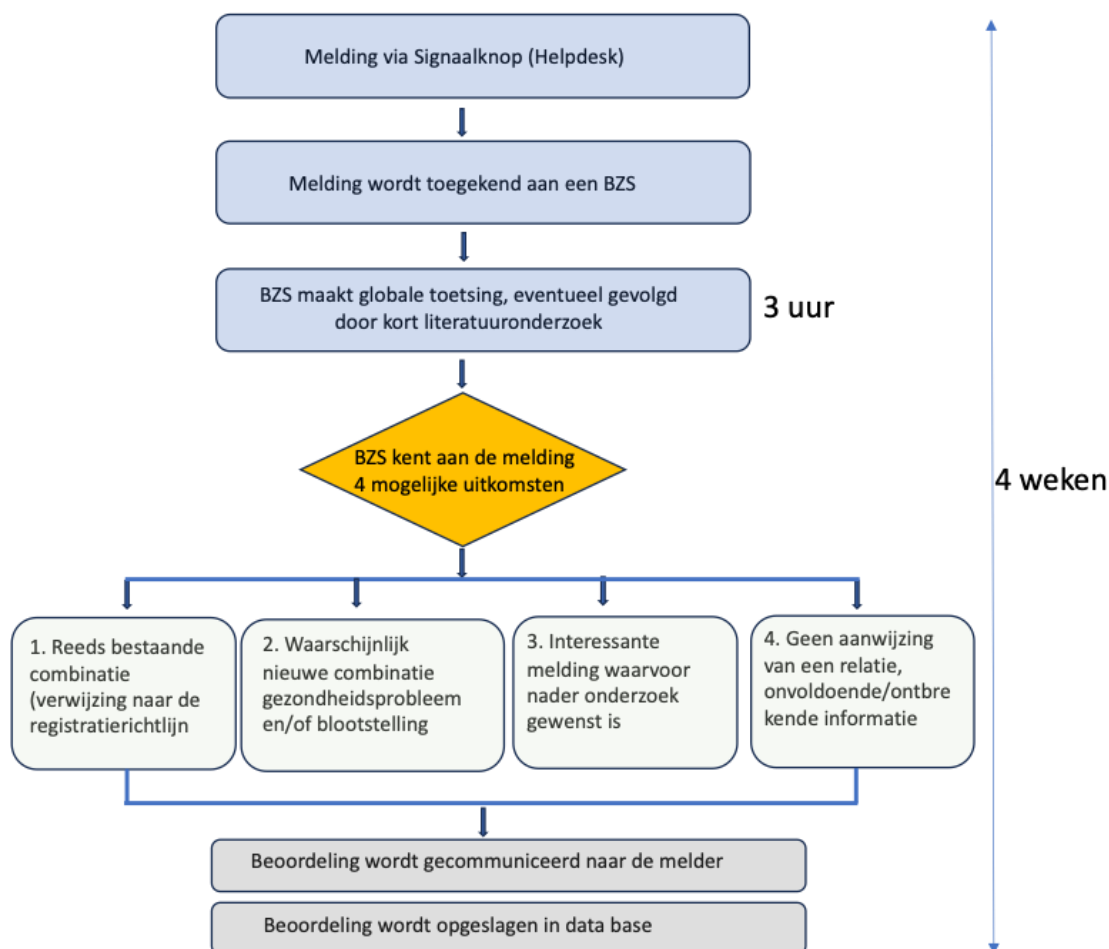 Melding via Signaalknop (Helpdesk)
Melding wordt toegekend aan een BZS
BZS maakt globale toetsing, eventueel gevolgd
door kort literatuuronderzoek
3 uur
BZS kent aan de melding
4 mogelijke uitkomsten
4 weken
1. Reeds bestaande
combinatie
(verwijzing naar de
registratierichtlijn
2. Waarschijnlijk
nieuwe combinatie
gezondheidsprobleem
en/of blootstelling
3. Interessante
melding waarvoor
nader onderzoek
gewenst is
4. Geen aanwijzing
van een relatie,
onvoldoende/ontbre
kende informatie
Beoordeling wordt gecommuniceerd naar de melder
Beoordeling wordt opgeslagen in data base